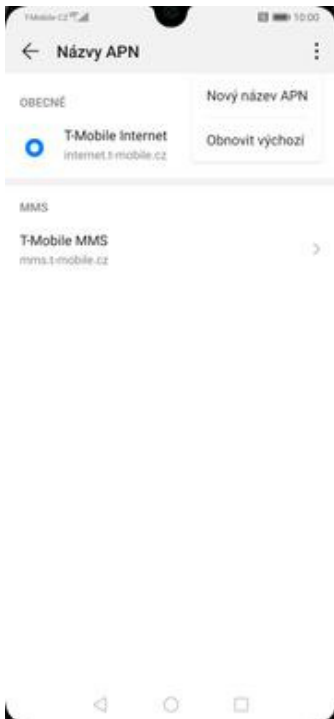 T-Mobile CZ 10:00
Názvy APN
Nový název APN
OBECNÉ
T-Mobile Internet
Obnovit výchozí
internet.t-mobile.cz
MMS
T-Mobile MMS
mms.t-mobile.cz